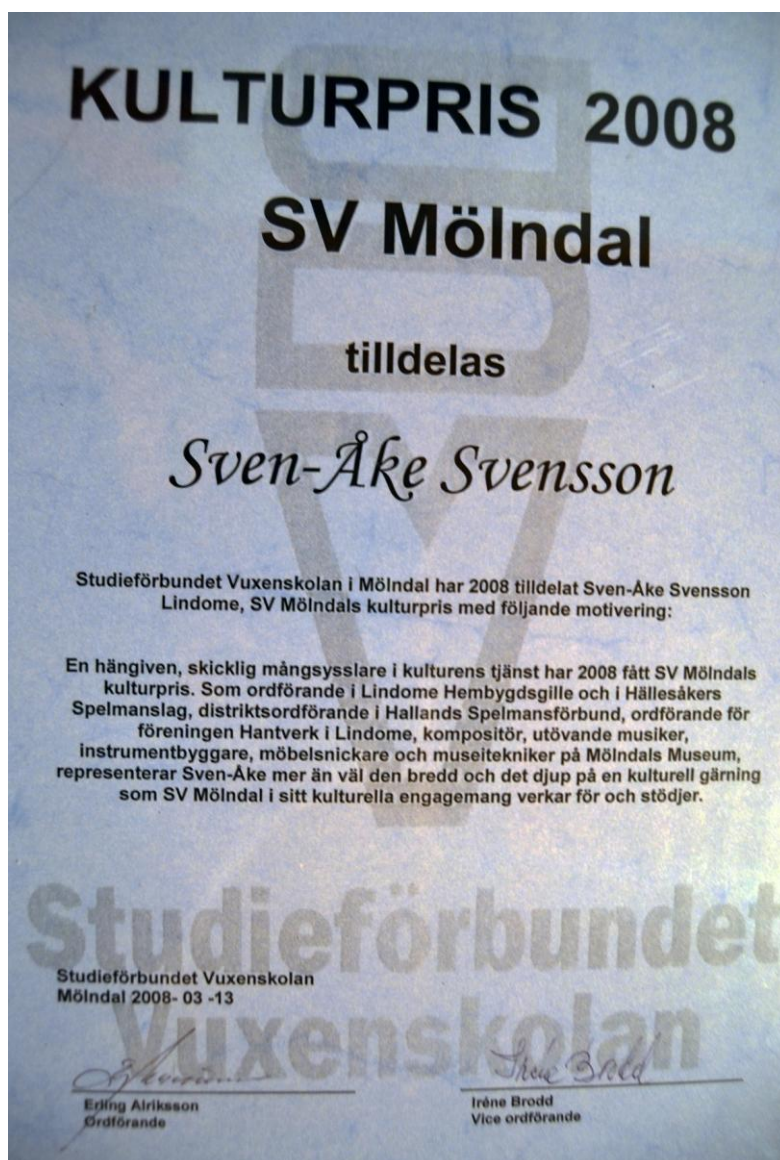 KULTURPRIS 2008
SV Mölndal
tilldelas
Sven-Åke Svensson
Studieförbundet Vuxenskolan i Mölndal har 2008 tilldelat Sven-Åke Svensson
Lindome, SV Mölndals kulturpris med följande motivering:
En hängiven, skicklig mångsysslare i kulturens tjänst har 2008 fått SV Mölndals
kulturpris. Som ordförande i Lindome Hembygdsgille och i Hällesåkers
Spelmanslag, distriktsordförande i Hallands Spelmansförbund, ordförande för
föreningen Hantverk i Lindome, kompositör, utövande musiker,
instrumentbyggare, möbelsnickare och museitekniker på Mölndals Museum,
representerar Sven-Åke mer än väl den bredd och det djup på en kulturell gärning
som SV Mölndal i sitt kulturella engagemang verkar för och stödjer.
Studieförbundet
Vuxenskolan
Studieförbundet Vuxenskolan
Mölndal 2008- 03 -13
Irene Brodd
Erling Alriksson
Ordförande
Iréne Brodd
Vice ordförande